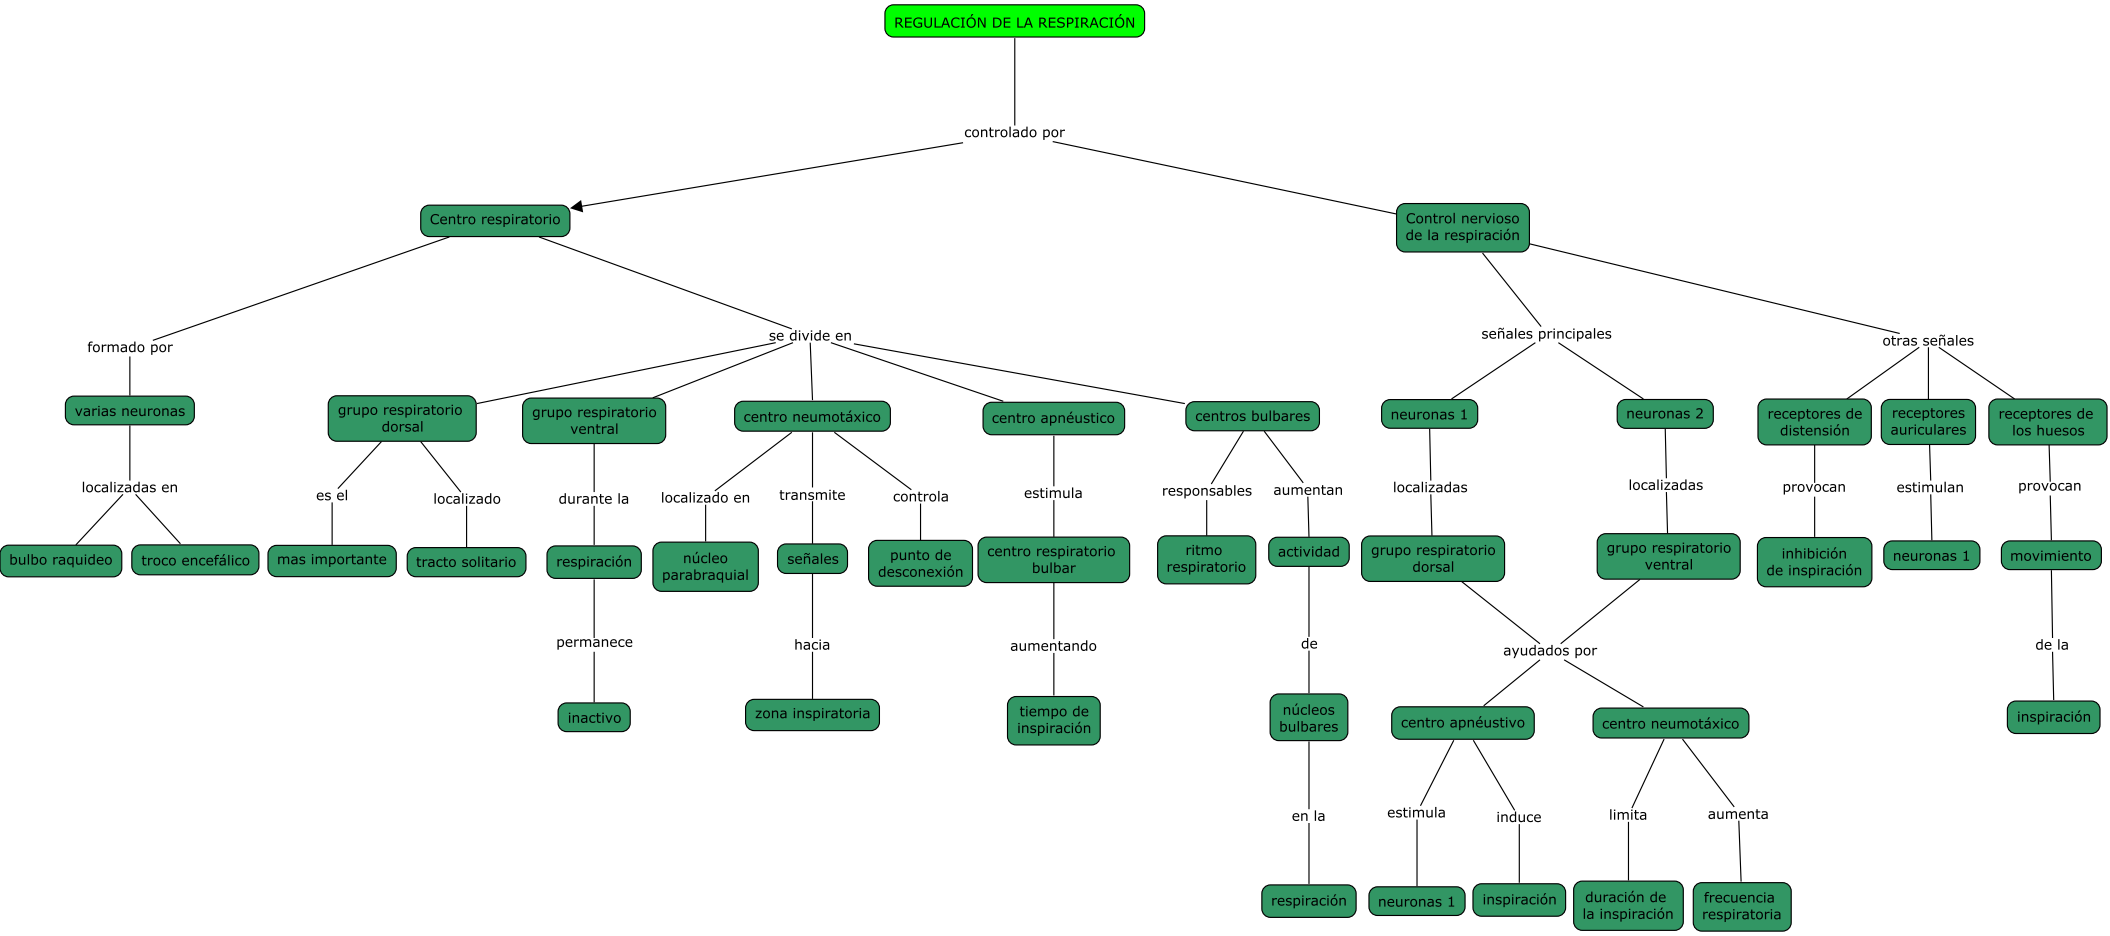 REGULACIÓN DE LA RESPIRACIÓN
controlado por
Centro respiratorio
Control nervioso
de la respiración
formado por
se divide en
señales principales
otras señales
varias neuronas
grupo respiratorio
dorsal
grupo respiratorio
ventral
centro neumotáxico
centro apnéustico
centros bulbares
neuronas 1
neuronas 2
receptores de
distensión
receptores
auriculares
receptores de
los huesos
localizadas en
es el
localizado
durante la
localizado en
transmite
controla
estimula
responsables
aumentan
localizadas
localizadas
provocan
estimulan
provocan
bulbo raquideo
troco encefálico
mas importante
tracto solitario
respiración
núcleo
parabraquial
señales
punto de
desconexión
centro respiratorio
bulbar
ritmo
respiratorio
actividad
grupo respiratorio
dorsal
grupo respiratorio
ventral
inhibición
de inspiración
neuronas 1
movimiento
permanece
hacia
aumentando
de
ayudados por
de la
inactivo
zona inspiratoria
tiempo de
inspiración
núcleos
bulbares
centro apnéustivo
centro neumotáxico
inspiración
en la
estimula
induce
limita
aumenta
respiración
neuronas 1
inspiración
duración de
la inspiración
frecuencia
respiratoria